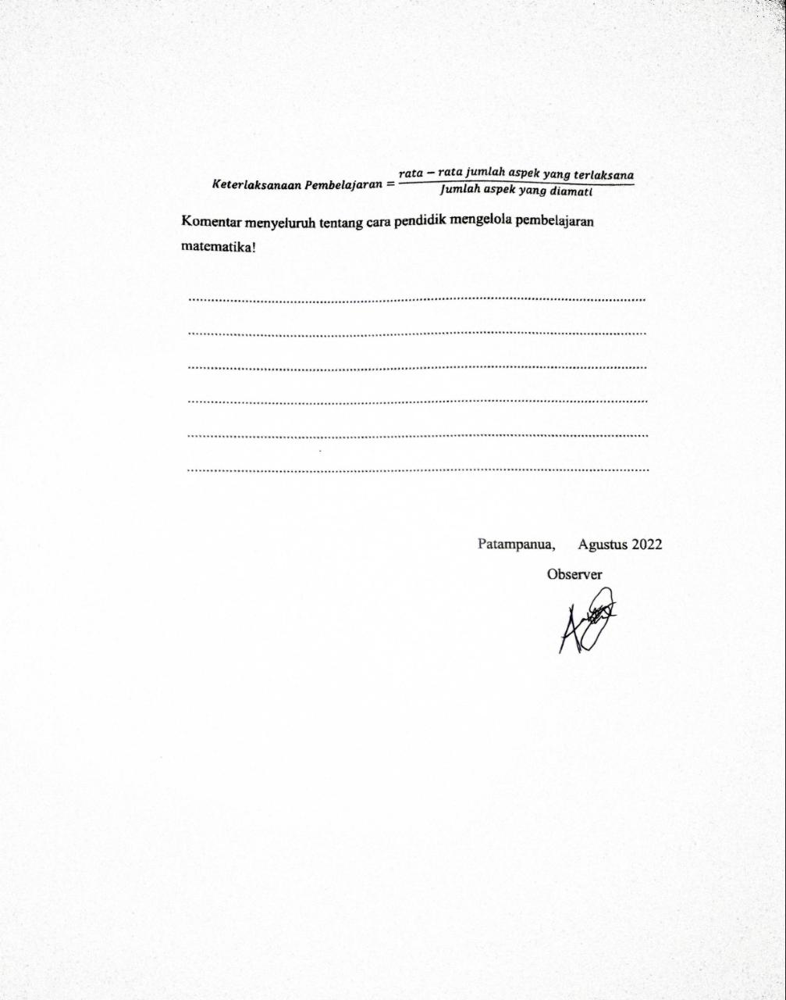 Keterlaksanaan Pembelajaran = rata − rata jumlah aspek yang terlaksana
Jumlah aspek yang diamati
Komentar menyeluruh tentang cara pendidik mengelola pembelajaran
matematika!
................................................................................
................................................................................
................................................................................
................................................................................
................................................................................
................................................................................
Patampanua, Agustus 2022
Observer